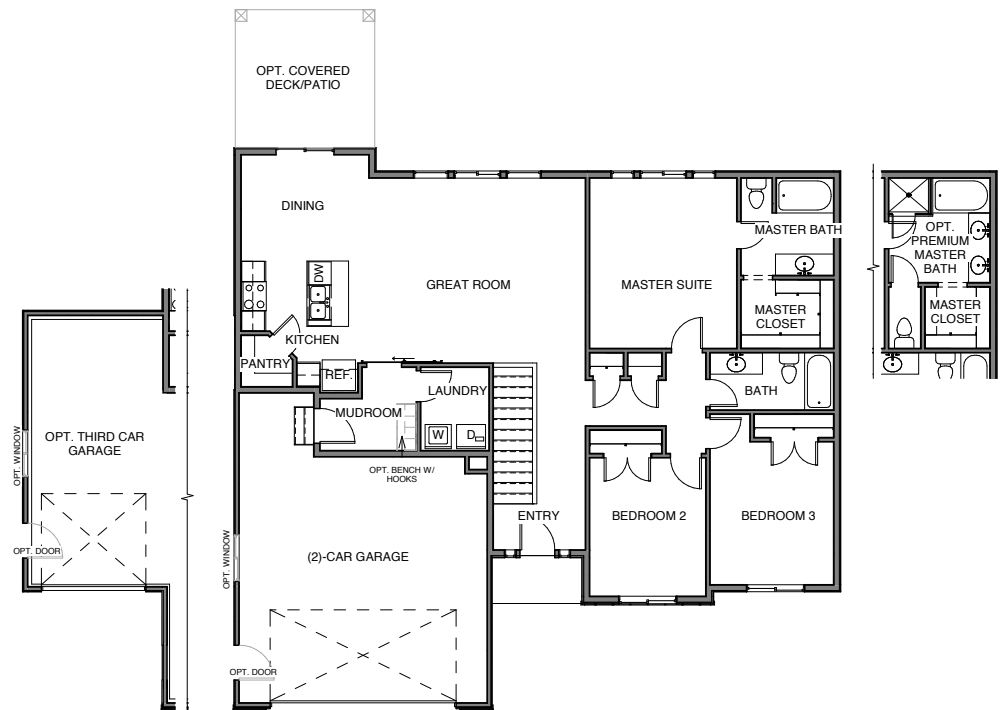 OPT. COVERED
DECK/PATIO
DINING
DW
GREAT ROOM
KITCHEN
PANTRY
REF.
MASTER SUITE
MASTER BATH
MASTER
CLOSET
OPT.
PREMIUM
MASTER
BATH
MASTER
CLOSET
LAUNDRY
MUDROOM
W
D
OPT. BENCH W/
HOOKS
BATH
OPT. THIRD CAR
GARAGE
OPT. WINDOW
OPT. DOOR
ENTRY
BEDROOM 2
BEDROOM 3
(2)-CAR GARAGE
OPT. WINDOW
OPT. DOOR